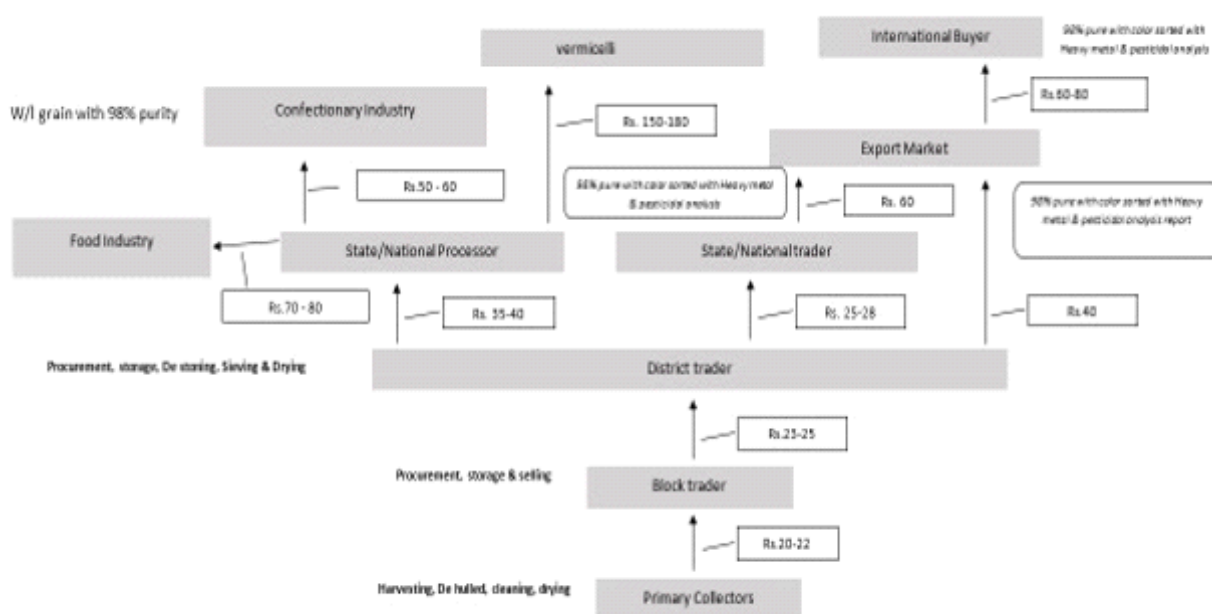 International Buyer
98% pure with color sorted with
Heavy metal & pesticidal analysis
vermicelli
Rs.60-80
Confectionary Industry
W/l grain with 98% purity
Rs. 150-180
Export Market
Rs.50 - 60
98% pure with color sorted with Heavy metal
& pesticidal analysis
Rs. 60
98% pure with color sorted with Heavy
metal & pesticidal analysis report
Food Industry
State/National Processor
State/National trader
Rs.70 - 80
Rs. 35-40
Rs. 25-28
Rs.40
Procurement, storage, De stoning, Sieving & Drying
District trader
Rs.23-25
Procurement, storage & selling
Block trader
Rs.20-22
Harvesting, De hulled, cleaning, drying
Primary Collectors